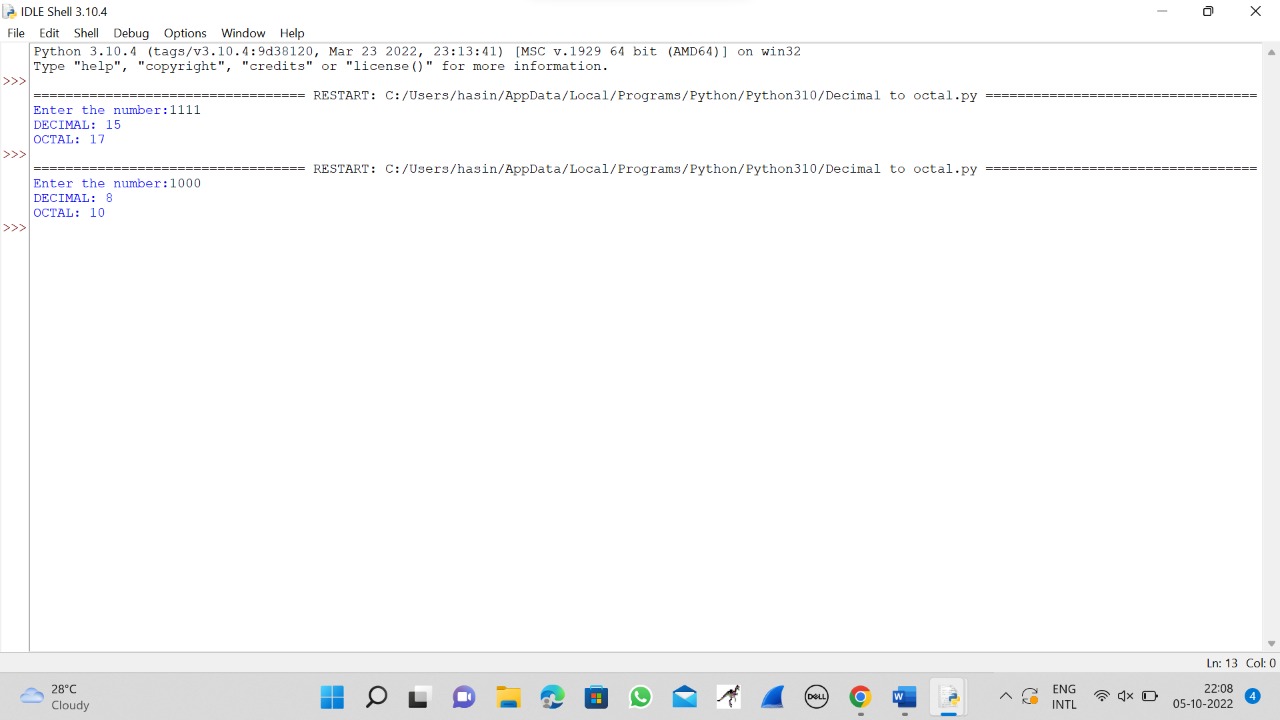 IDLE Shell 3.10.4
File Edit Shell Debug Options Window Help
Python 3.10.4 (tags/v3.10.4:9d38120, Mar 23 2022, 23:13:41) [MSC v.1929 64 bit (AMD64)] on win32
Type "help", "copyright", "credits" or "license()" for more information.
>>>
================================== RESTART: C:/Users/hasin/AppData/Local/Programs/Python/Python310/Decimal to octal.py ==================================
Enter the number:1111
DECIMAL: 15
OCTAL: 17
>>>
================================== RESTART: C:/Users/hasin/AppData/Local/Programs/Python/Python310/Decimal to octal.py ==================================
Enter the number:1000
DECIMAL: 8
OCTAL: 10
>>>
Ln: 13 Col: 0
28°C
Cloudy
DELL
W
ENG
INTL
22:08
05-10-2022
4